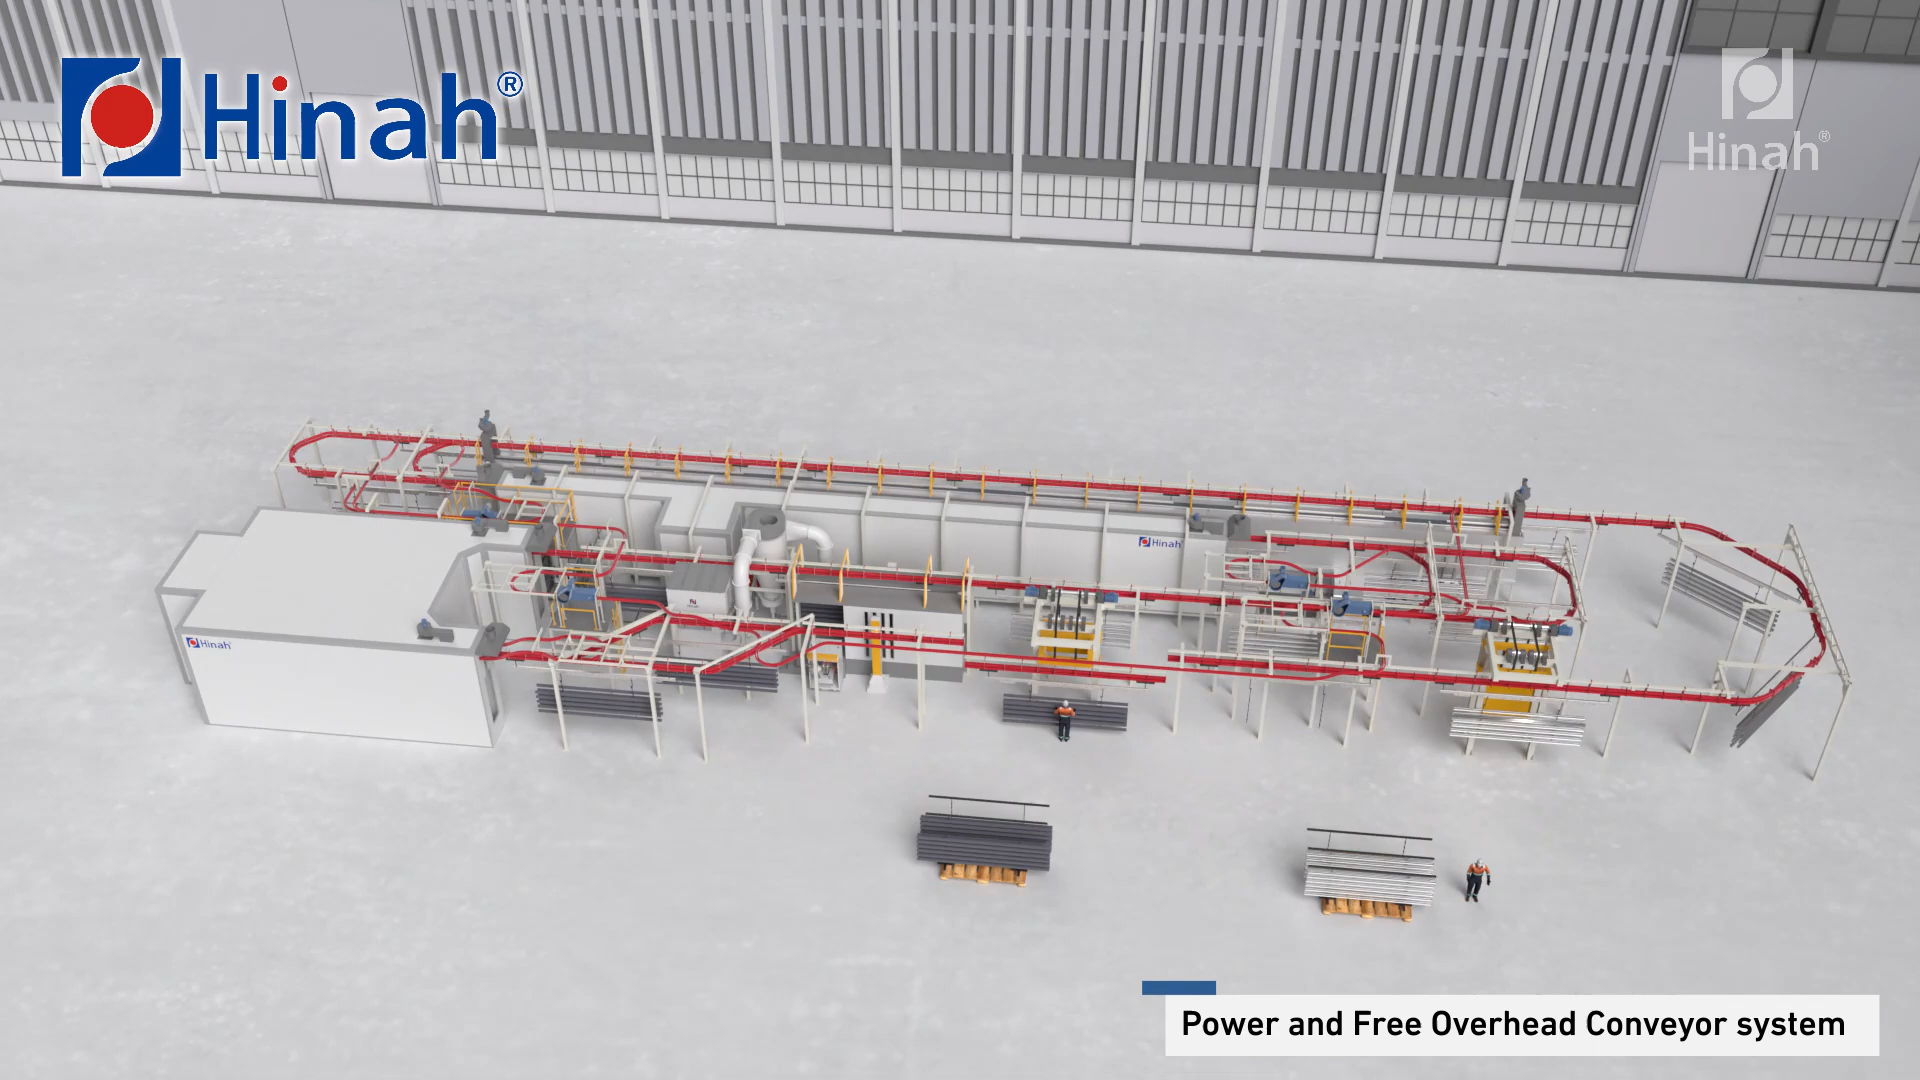 Hinah®
Hinah®
Hinah
Hinah
Power and Free Overhead Conveyor system